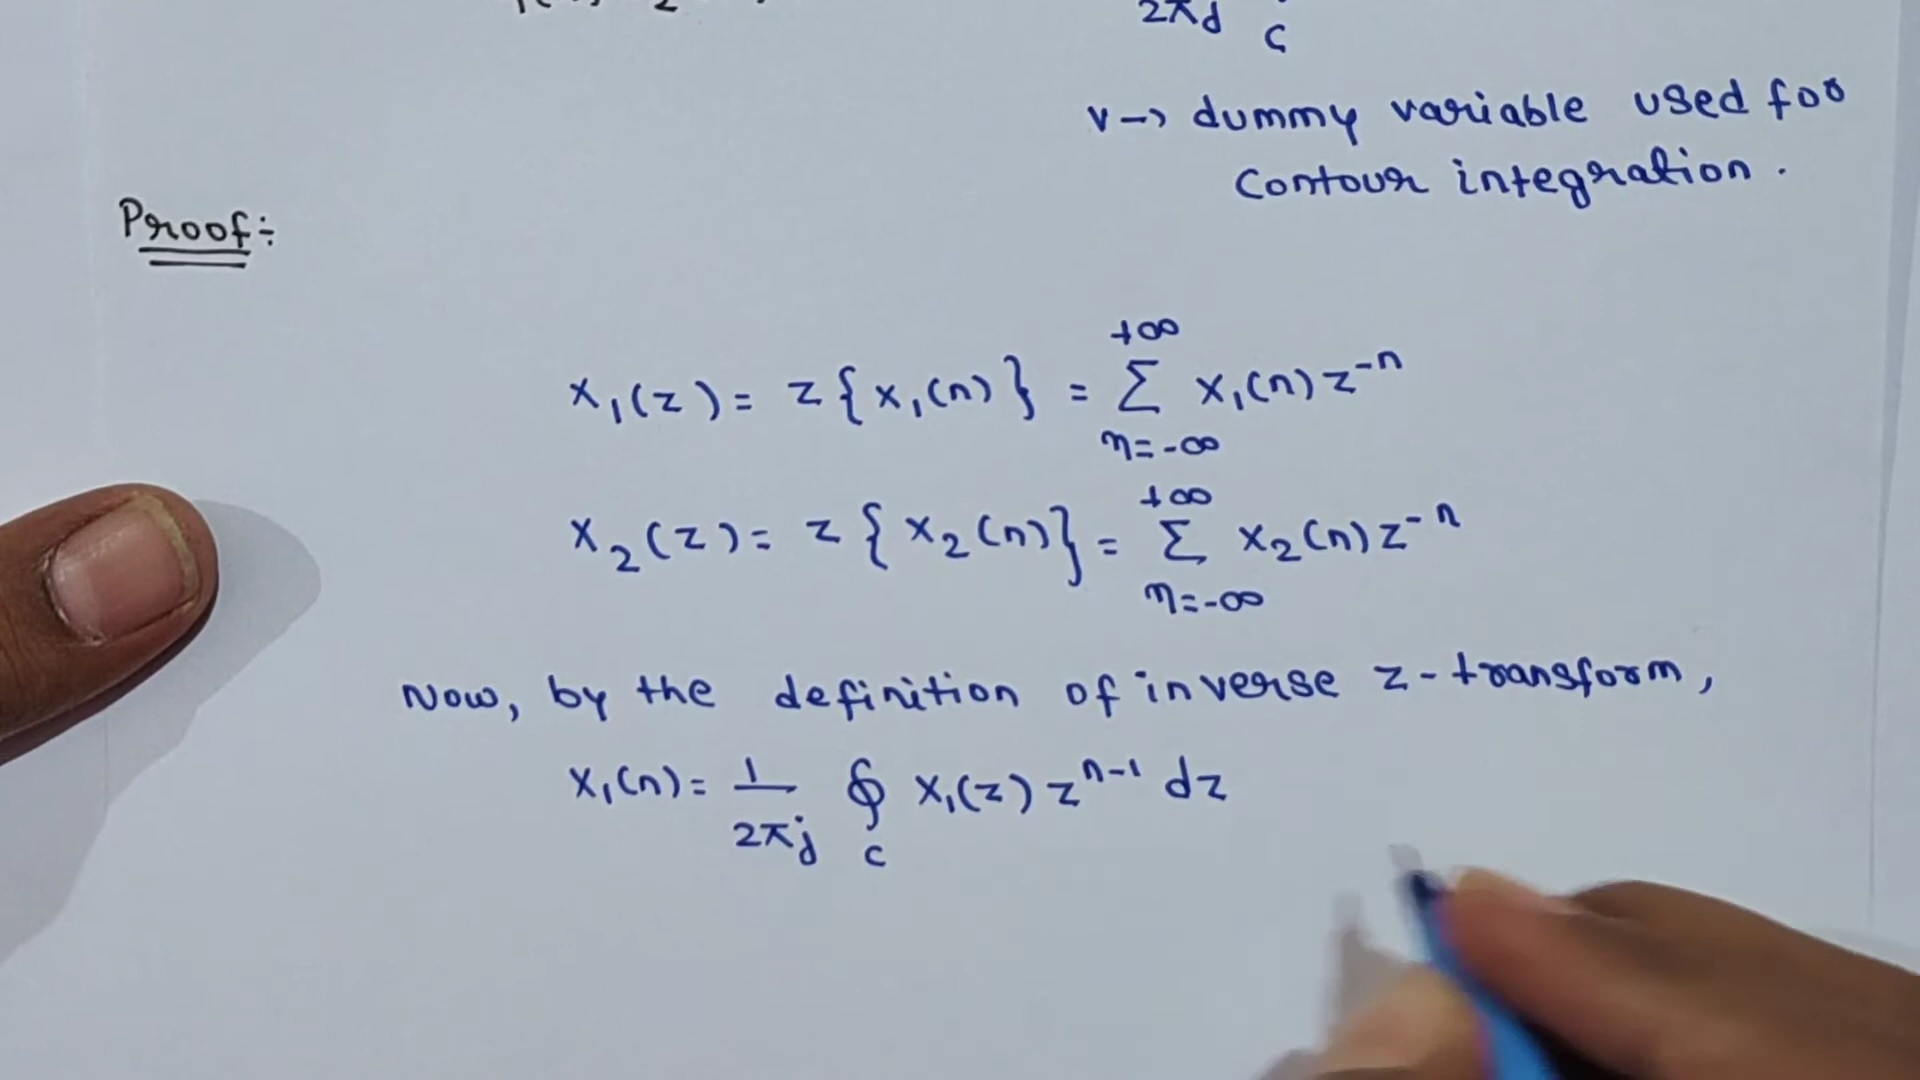 2πj
c
v → dummy variable used for
contour integration.
Proof:
x₁(z) = z{x₁(n)} = +∞ Σ n=-∞ x₁(n) z⁻ⁿ
x₂(z) = z{x₂(n)} = +∞ Σ n=-∞ x₂(n) z⁻ⁿ
Now, by the definition of inverse z-transform,
x₁(n) = 1/2πj ∮c x₁(z) zⁿ⁻¹ dz